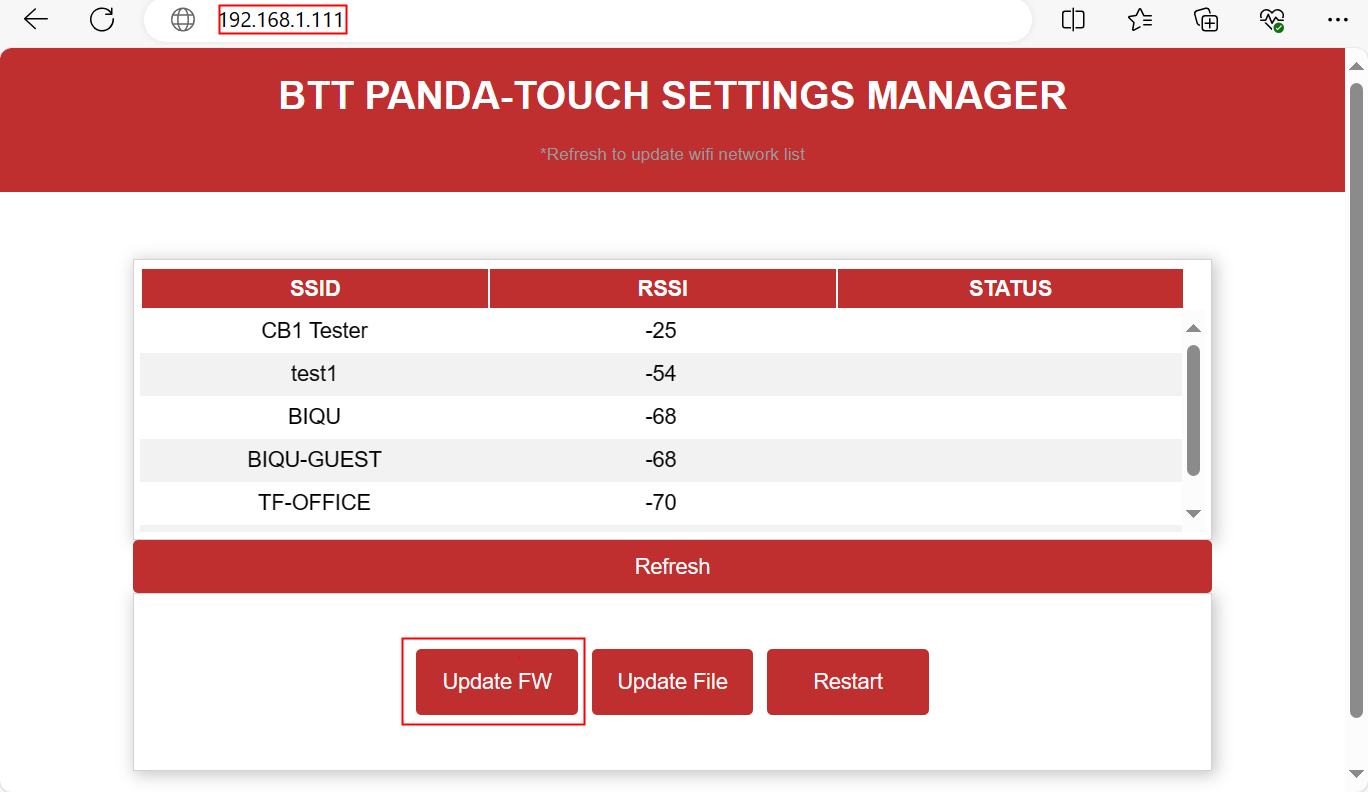 192.168.1.111
BTT PANDA-TOUCH SETTINGS MANAGER
*Refresh to update wifi network list
SSID RSSI STATUS
CB1 Tester -25
test1 -54
BIQU -68
BIQU-GUEST -68
TF-OFFICE -70
Refresh
Update FW Update File Restart